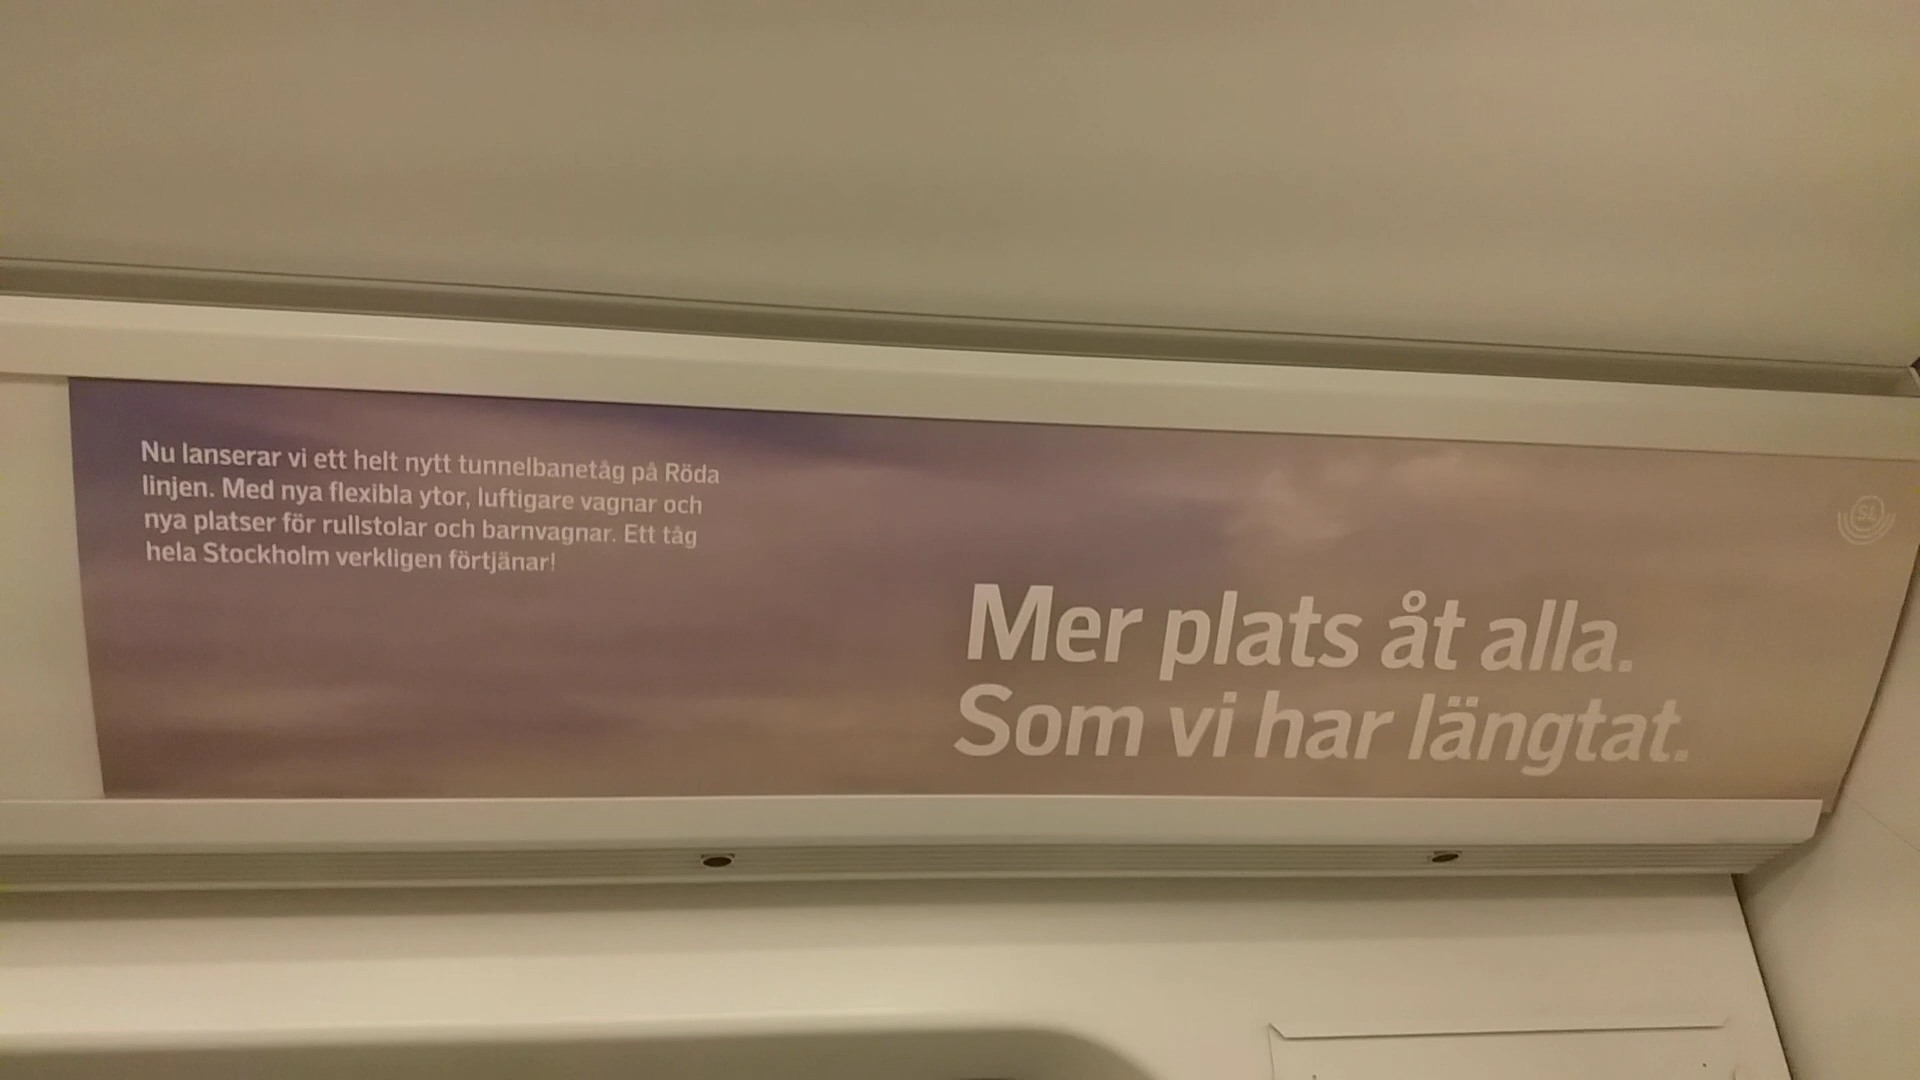 Nu lanserar vi ett helt nytt tunnelbanetåg på Röda
linjen. Med nya flexibla ytor, luftigare vagnar och
nya platser för rullstolar och barnvagnar. Ett tåg
hela Stockholm verkligen förtjänar!
SL
Mer plats åt alla.
Som vi har längtat.